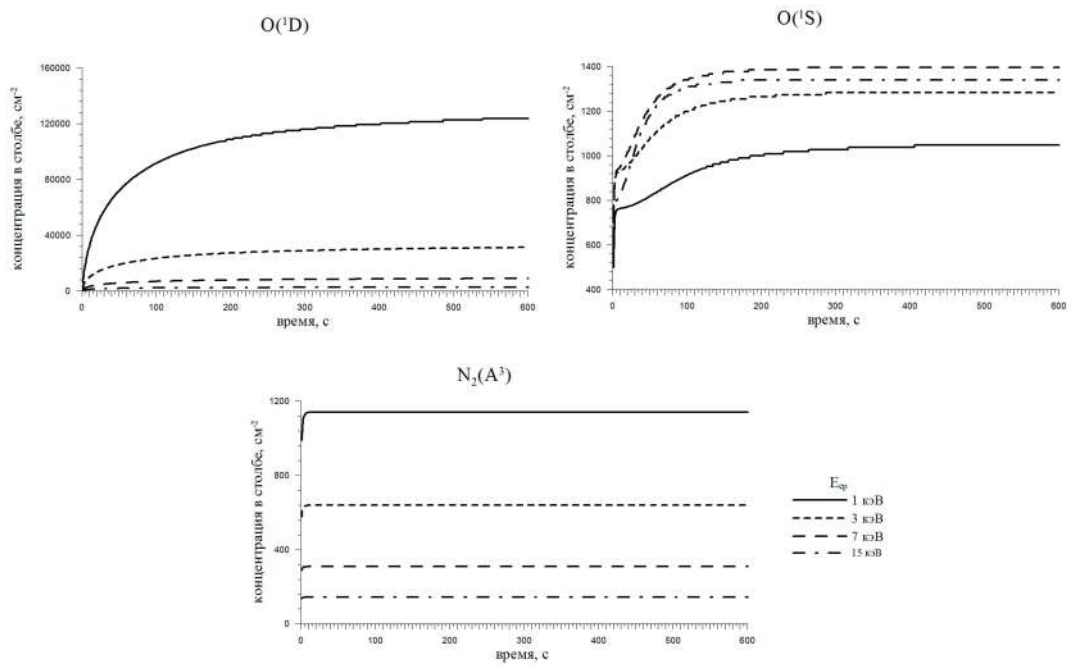 O(¹D)
концентрация в столбе, см⁻²
160000
120000
80000
40000
0
0 100 200 300 400 500 600
время, с
O(¹S)
концентрация в столбе, см⁻²
1400
1200
1000
800
600
400
0 100 200 300 400 500 600
время, с
N₂(A³)
концентрация в столбе, см⁻²
1200
800
400
0
0 100 200 300 400 500 600
время, с
Eср
1 кэВ
3 кэВ
7 кэВ
15 кэВ